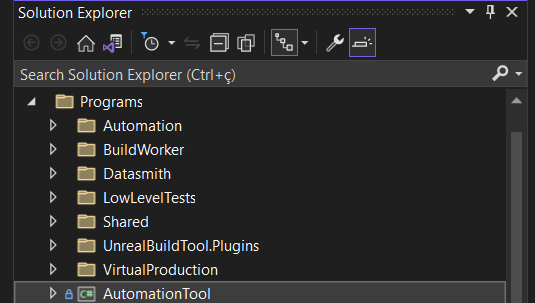 Solution Explorer
Search Solution Explorer (Ctrl+ç)
Programs
Automation
BuildWorker
Datasmith
LowLevelTests
Shared
UnrealBuildTool.Plugins
VirtualProduction
C# AutomationTool